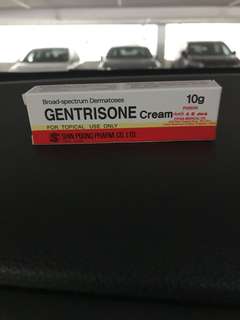 Broad-spectrum Dermatoses
GENTRISONE Cream 10g
FOR TOPICAL USE ONLY
SHIN POONG PHARM CO., LTD.